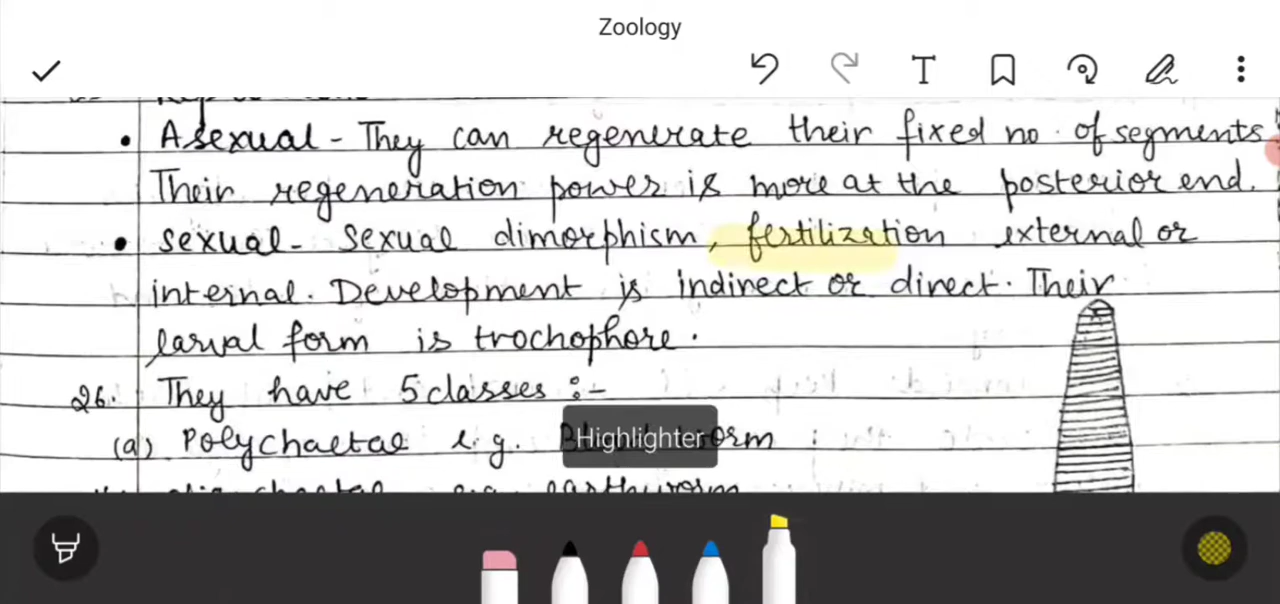 Zoology
T
• Asexual - They can regenerate their fixed no. of segments.
Their regeneration power is more at the posterior end.
• sexual - sexual dimorphism, fertilization external or
internal. Development is indirect or direct. Their
larval form is trochophore.
26. They have 5 classes :-
(a) Polychaetae e.g. worm
Highlighter
e.g. earthworm